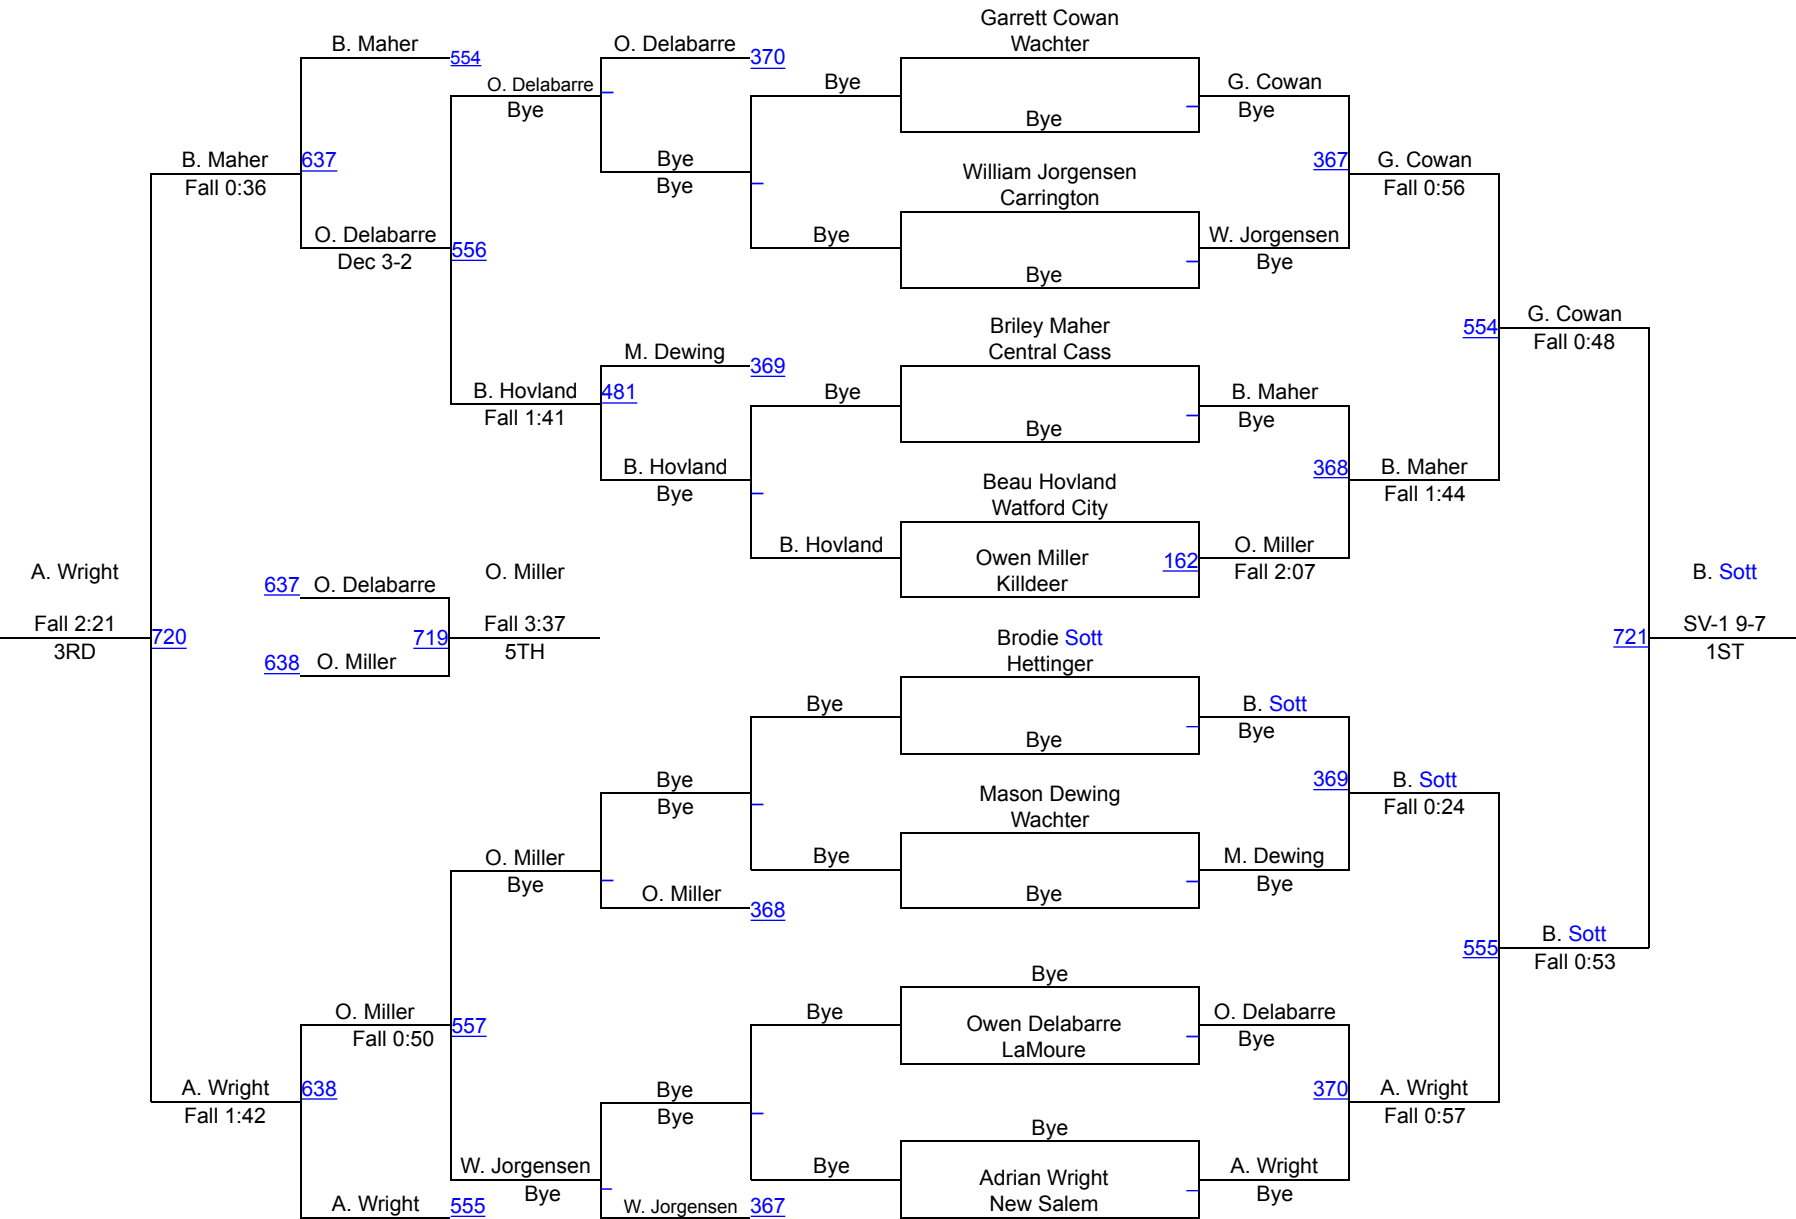 Garrett Cowan
Wachter
B. Maher
554
O. Delabarre
370
O. Delabarre
Bye
Bye
G. Cowan
Bye
Bye
B. Maher
637
Fall 0:36
Bye
Bye
William Jorgensen
Carrington
367
G. Cowan
Fall 0:56
O. Delabarre
556
Dec 3-2
Bye
W. Jorgensen
Bye
Bye
Briley Maher
Central Cass
554
G. Cowan
Fall 0:48
M. Dewing
369
B. Hovland
481
Fall 1:41
Bye
B. Maher
Bye
Bye
B. Hovland
Bye
Beau Hovland
Watford City
368
B. Maher
Fall 1:44
B. Hovland
Owen Miller
Killdeer
162
O. Miller
Fall 2:07
A. Wright
Fall 2:21
3RD
720
637
O. Delabarre
638
O. Miller
719
O. Miller
Fall 3:37
5TH
B. Sott
SV-1 9-7
1ST
721
Brodie Sott
Hettinger
Bye
B. Sott
Bye
Bye
Bye
Bye
Mason Dewing
Wachter
369
B. Sott
Fall 0:24
O. Miller
Bye
Bye
M. Dewing
Bye
Bye
O. Miller
368
555
B. Sott
Fall 0:53
Bye
O. Miller
557
Fall 0:50
Bye
Owen Delabarre
LaMoure
O. Delabarre
Bye
A. Wright
638
Fall 1:42
Bye
Bye
370
A. Wright
Fall 0:57
Bye
W. Jorgensen
Bye
Bye
Adrian Wright
New Salem
A. Wright
Bye
A. Wright
555
W. Jorgensen
367